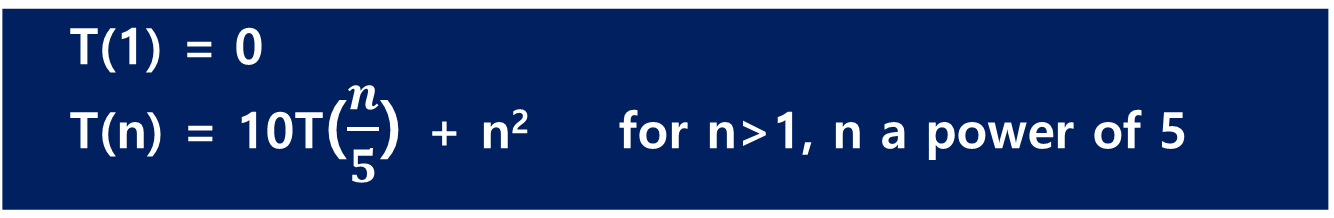 T(1) = 0
T(n) = 10T(n/5) + n² for n>1, n a power of 5